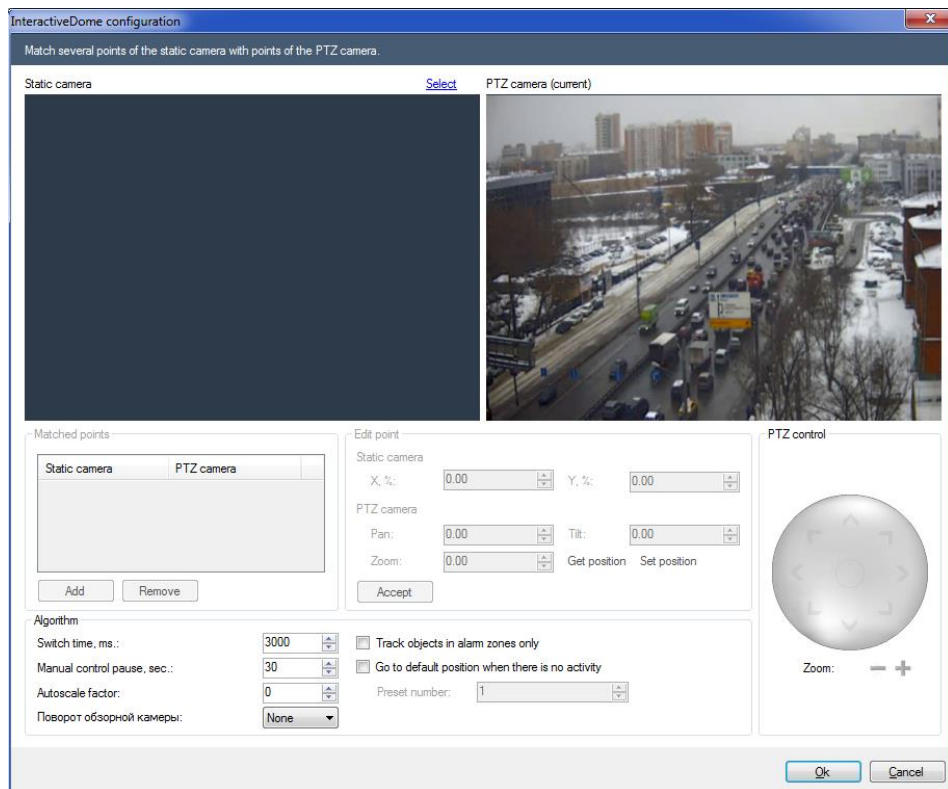 InteractiveDome configuration
Match several points of the static camera with points of the PTZ camera.
Static camera
Select
PTZ camera (current)
Matched points
Static camera PTZ camera
Add Remove
Edit point
Static camera
X, %: 0.00 Y, %: 0.00
PTZ camera
Pan: 0.00 Tilt: 0.00
Zoom: 0.00 Get position Set position
Accept
PTZ control
Zoom:
Algorithm
Switch time, ms.: 3000
Manual control pause, sec.: 30
Autoscale factor: 0
Поворот обзорной камеры: None
Track objects in alarm zones only
Go to default position when there is no activity
Preset number: 1
Ok Cancel